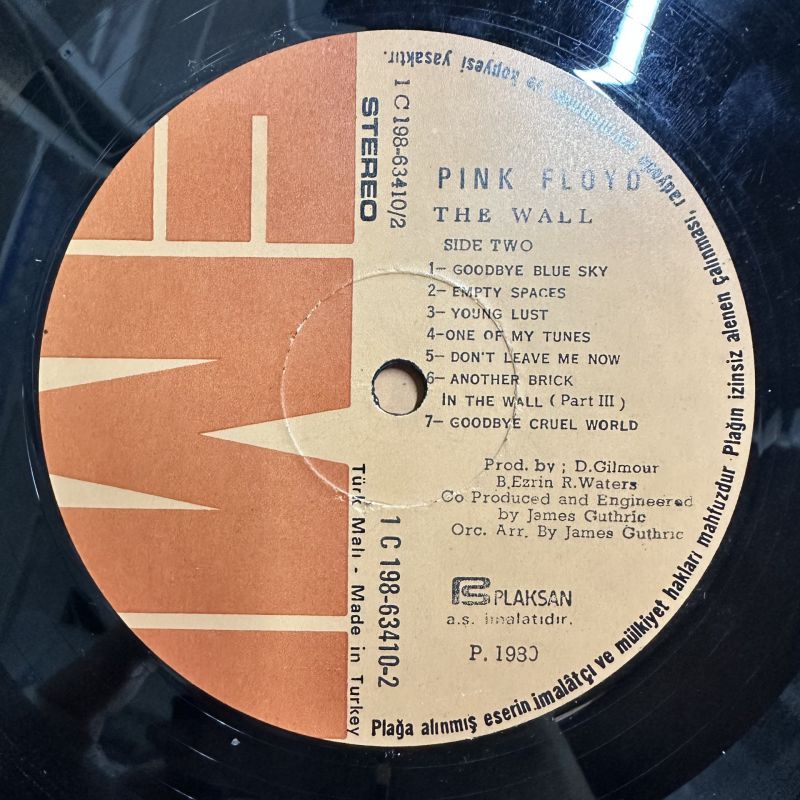 EMI
STEREO
1 C 198-63410/2
PINK FLOYD
THE WALL
SIDE TWO
1- GOODBYE BLUE SKY
2- EMPTY SPACES
3- YOUNG LUST
4-ONE OF MY TUNES
5- DON'T LEAVE ME NOW
6- ANOTHER BRICK
IN THE WALL ( Part III )
7- GOODBYE CRUEL WORLD
Prod. by ; D.Gilmour
B.Ezrin R.Waters
Co Produced and Engineered
by James Guthric
Orc. Arr. By James Guthric
PLAKSAN
a.ş. imalatıdır.
P. 1980
1 C 198-63410-2
Türk Malı - Made in Turkey
Plağa alınmış eserin.imalâtçı ve mülkiyet hakları mahfuzdur. Plağın izinsiz alenen çalınması, radyoda ve kopyesi yasaktır.